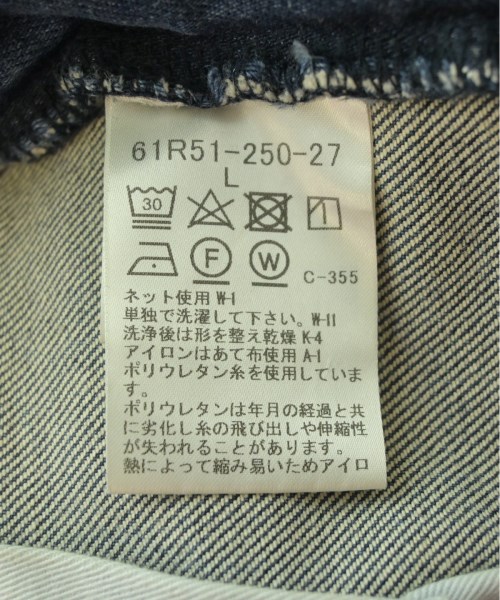 61R51-250-27
L
30
F W C-355
ネット使用 W-1
単独で洗濯して下さい。W-11
洗浄後は形を整え乾燥 K-4
アイロンはあて布使用 A-1
ポリウレタン糸を使用していま
す。
ポリウレタンは年月の経過と共
に劣化し糸の飛び出しや伸縮性
が失われることがあります。
熱によって縮み易いためアイロ